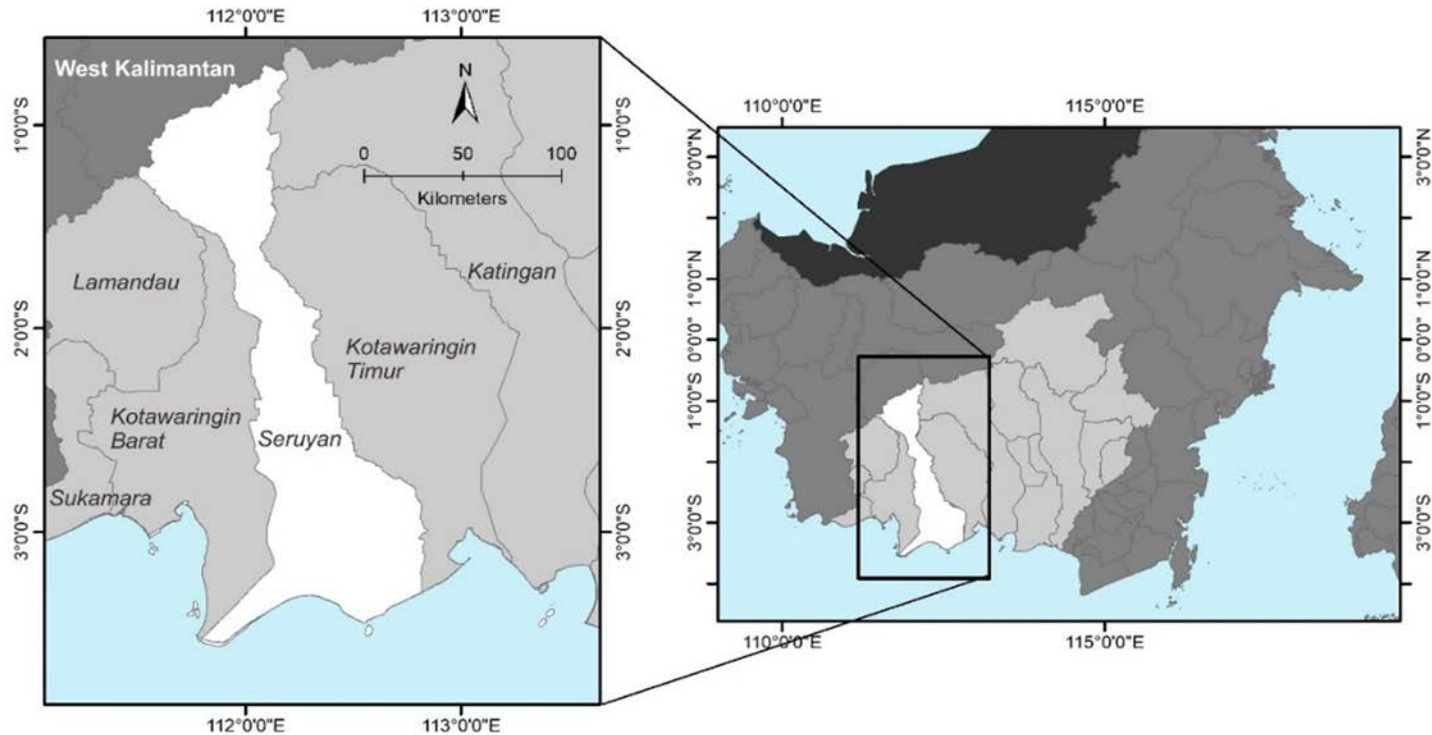 112°0'0"E
113°0'0"E
West Kalimantan
N
0
50
100
Kilometers
1°0'0"S
1°0'0"S
Lamandau
Katingan
2°0'0"S
2°0'0"S
Kotawaringin
Timur
Kotawaringin
Barat
Seruyan
Sukamara
3°0'0"S
3°0'0"S
112°0'0"E
113°0'0"E
110°0'0"E
115°0'0"E
3°0'0"N
3°0'0"N
1°0'0"N
1°0'0"N
0°0'0"
0°0'0"
1°0'0"S
1°0'0"S
3°0'0"S
3°0'0"S
110°0'0"E
115°0'0"E